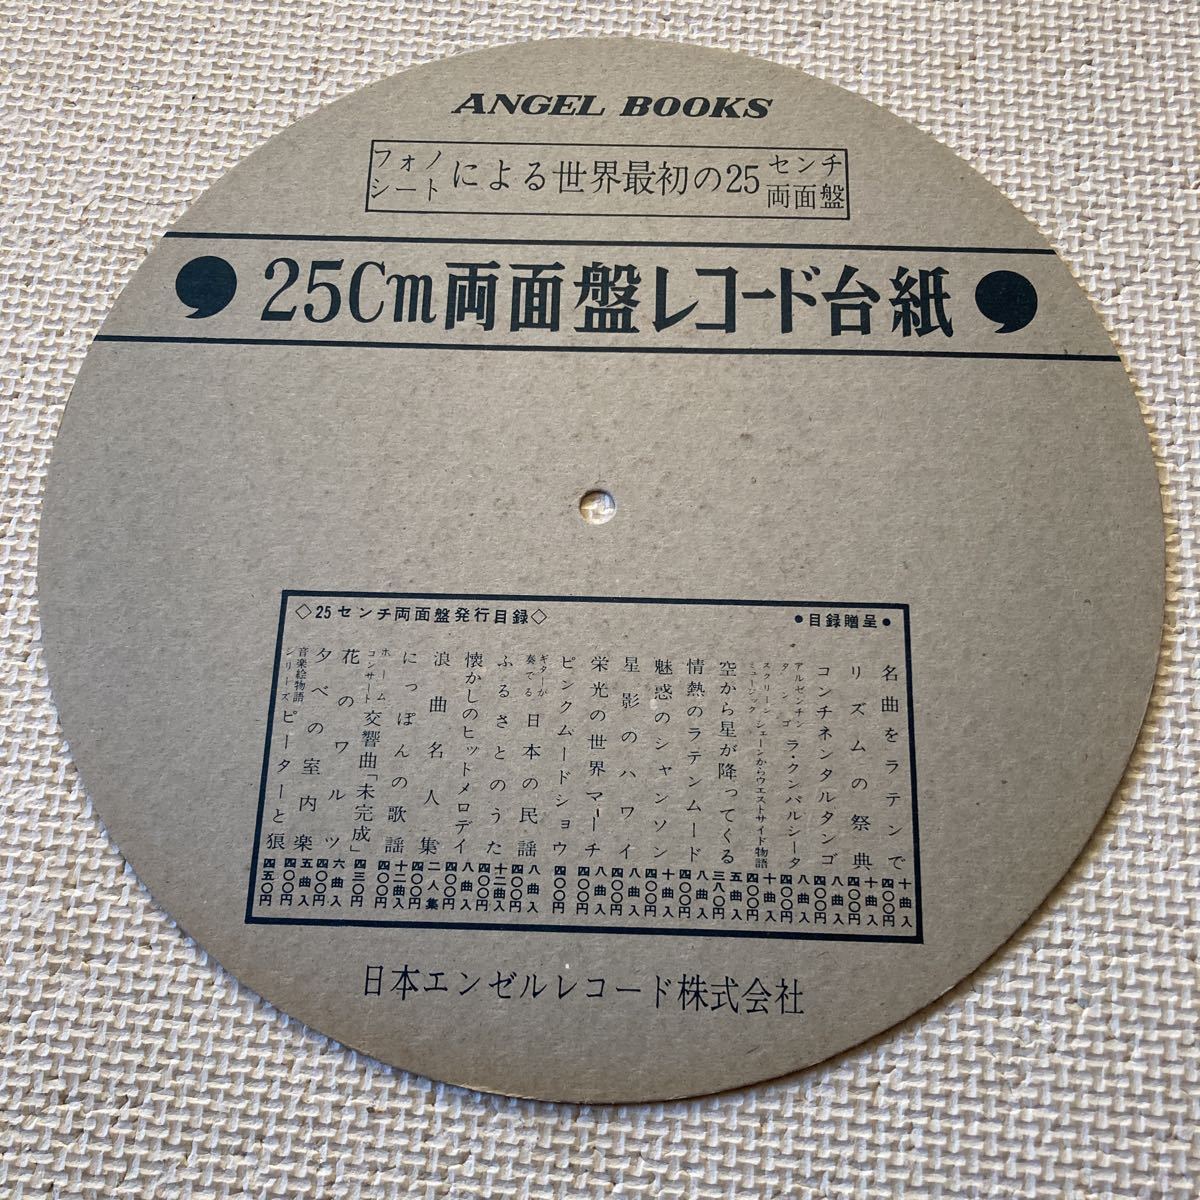 ANGEL BOOKS
フォノシートによる世界最初の25センチ両面盤
25Cm両面盤レコード台紙
◇25センチ両面盤発行目録◇
●目録贈呈●
名曲をラテンで 十曲入 四〇〇円
リズムの祭典 十曲入 四〇〇円
コンチネンタルタンゴ 八曲入 四〇〇円
アルゼンチンタンゴ ラ・クンパルシータ 八曲入 四〇〇円
スクリーンミュージック シェーンからウエストサイド物語 十曲入 四〇〇円
空から星が降ってくる 五曲入 三八〇円
情熱のラテンムード 八曲入 四〇〇円
魅惑のシャンソン 十曲入 四〇〇円
星影のハワイ 八曲入 四〇〇円
栄光の世界マーチ 八曲入 四〇〇円
ピンクムードショウ 四〇〇円
ギターが奏でる 日本の民謡 八曲入 四〇〇円
ふるさとのうた 十二曲入 四〇〇円
懐かしのヒットメロデイ 八曲入 四〇〇円
浪曲名人集 二人集 四〇〇円
にっぽんの歌謡 十二曲入 四〇〇円
ホームコンサート 交響曲「未完成」 四三〇円
花のワルツ 六曲入 四〇〇円
夕べの室内楽 五曲入 四〇〇円
音楽絵物語シリーズ ピーターと狼 四五〇円
日本エンゼルレコード株式会社